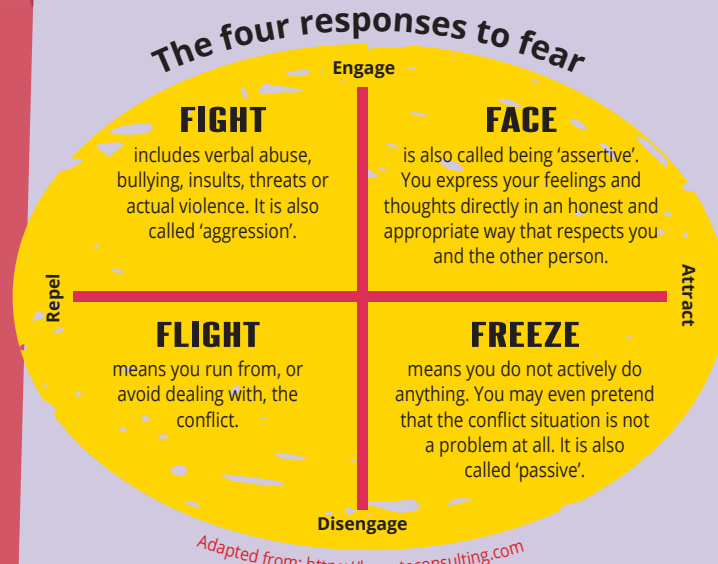 The four responses to fear
Engage
FIGHT
includes verbal abuse,
bullying, insults, threats or
actual violence. It is also
called ‘aggression’.
FACE
is also called being ‘assertive’.
You express your feelings and
thoughts directly in an honest and
appropriate way that respects you
and the other person.
Repel
Attract
FLIGHT
means you run from, or
avoid dealing with, the
conflict.
FREEZE
means you do not actively do
anything. You may even pretend
that the conflict situation is not
a problem at all. It is also
called ‘passive’.
Disengage
Adapted from: